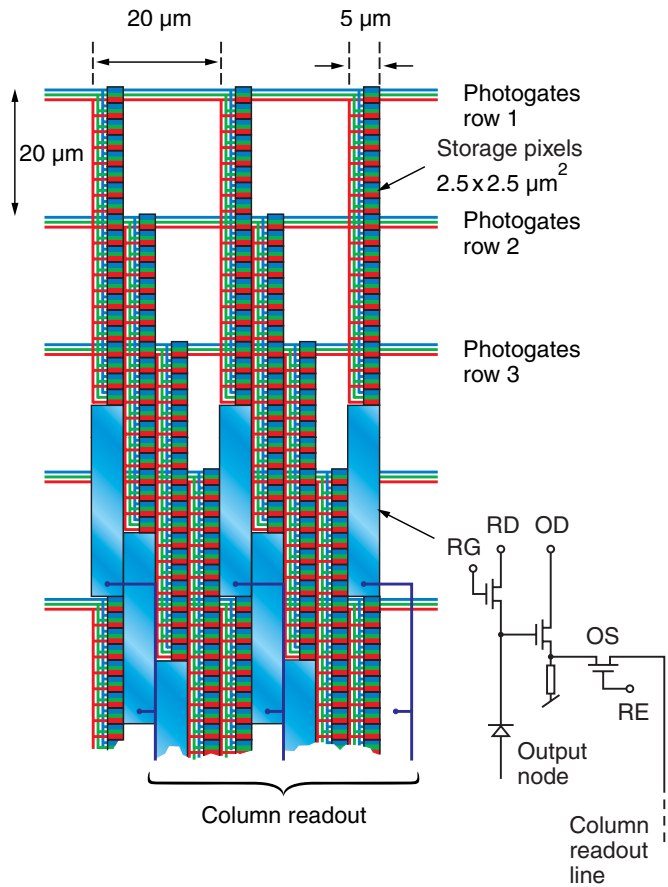 20 µm
5 µm
Photogates
row 1
20 µm
Storage pixels
2.5 x 2.5 µm²
Photogates
row 2
Photogates
row 3
RD
OD
RG
OS
RE
Output
node
Column readout
Column
readout
line